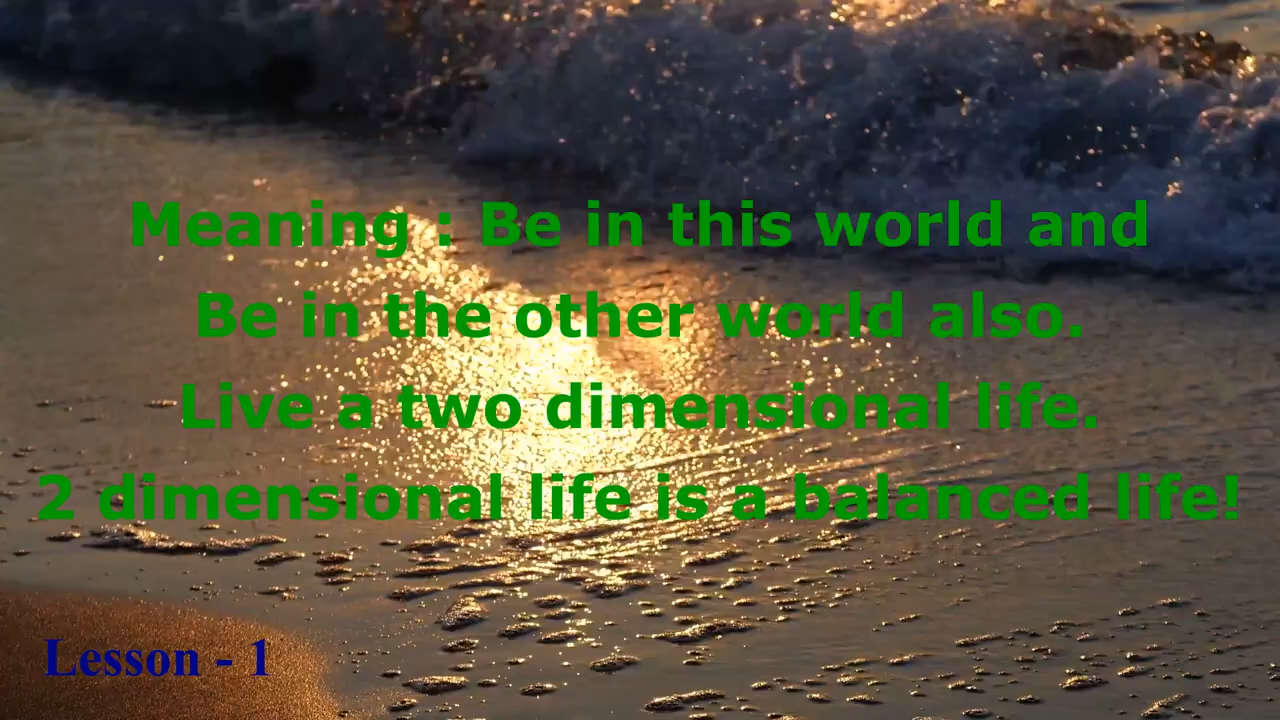 Meaning : Be in this world and
Be in the other world also.
Live a two dimensional life.
2 dimensional life is a balanced life!
Lesson - 1